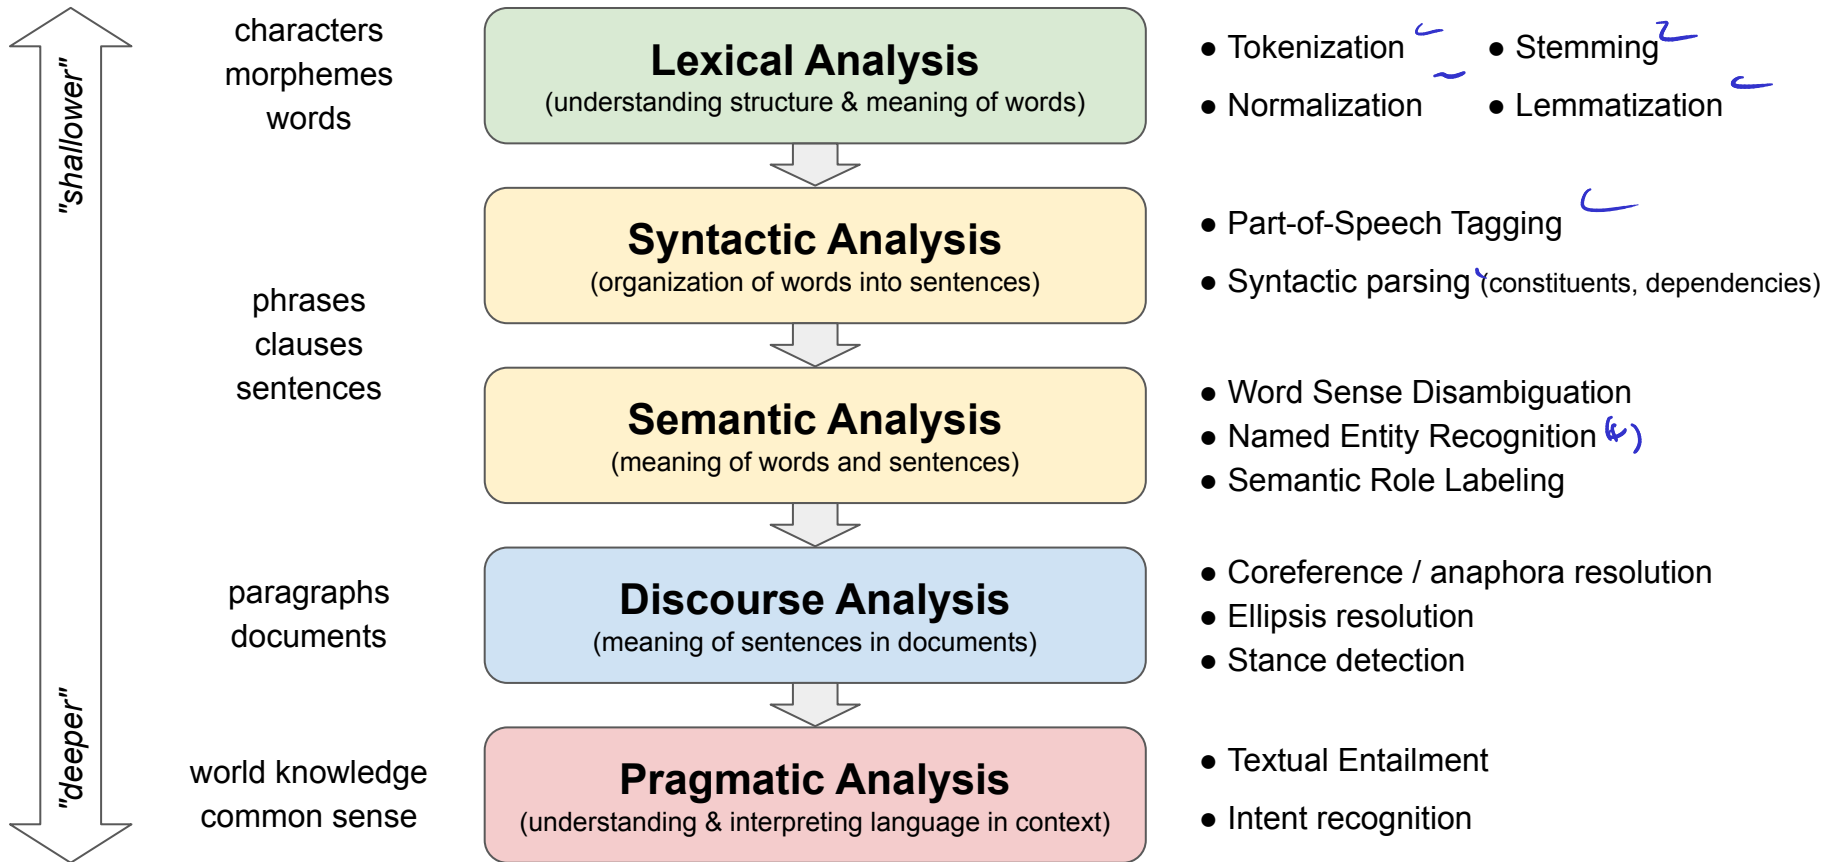 "shallower"
"deeper"
characters
morphemes
words
Lexical Analysis
(understanding structure & meaning of words)
● Tokenization ● Stemming
● Normalization ● Lemmatization
phrases
clauses
sentences
Syntactic Analysis
(organization of words into sentences)
● Part-of-Speech Tagging
● Syntactic parsing (constituents, dependencies)
Semantic Analysis
(meaning of words and sentences)
● Word Sense Disambiguation
● Named Entity Recognition
● Semantic Role Labeling
paragraphs
documents
Discourse Analysis
(meaning of sentences in documents)
● Coreference / anaphora resolution
● Ellipsis resolution
● Stance detection
world knowledge
common sense
Pragmatic Analysis
(understanding & interpreting language in context)
● Textual Entailment
● Intent recognition